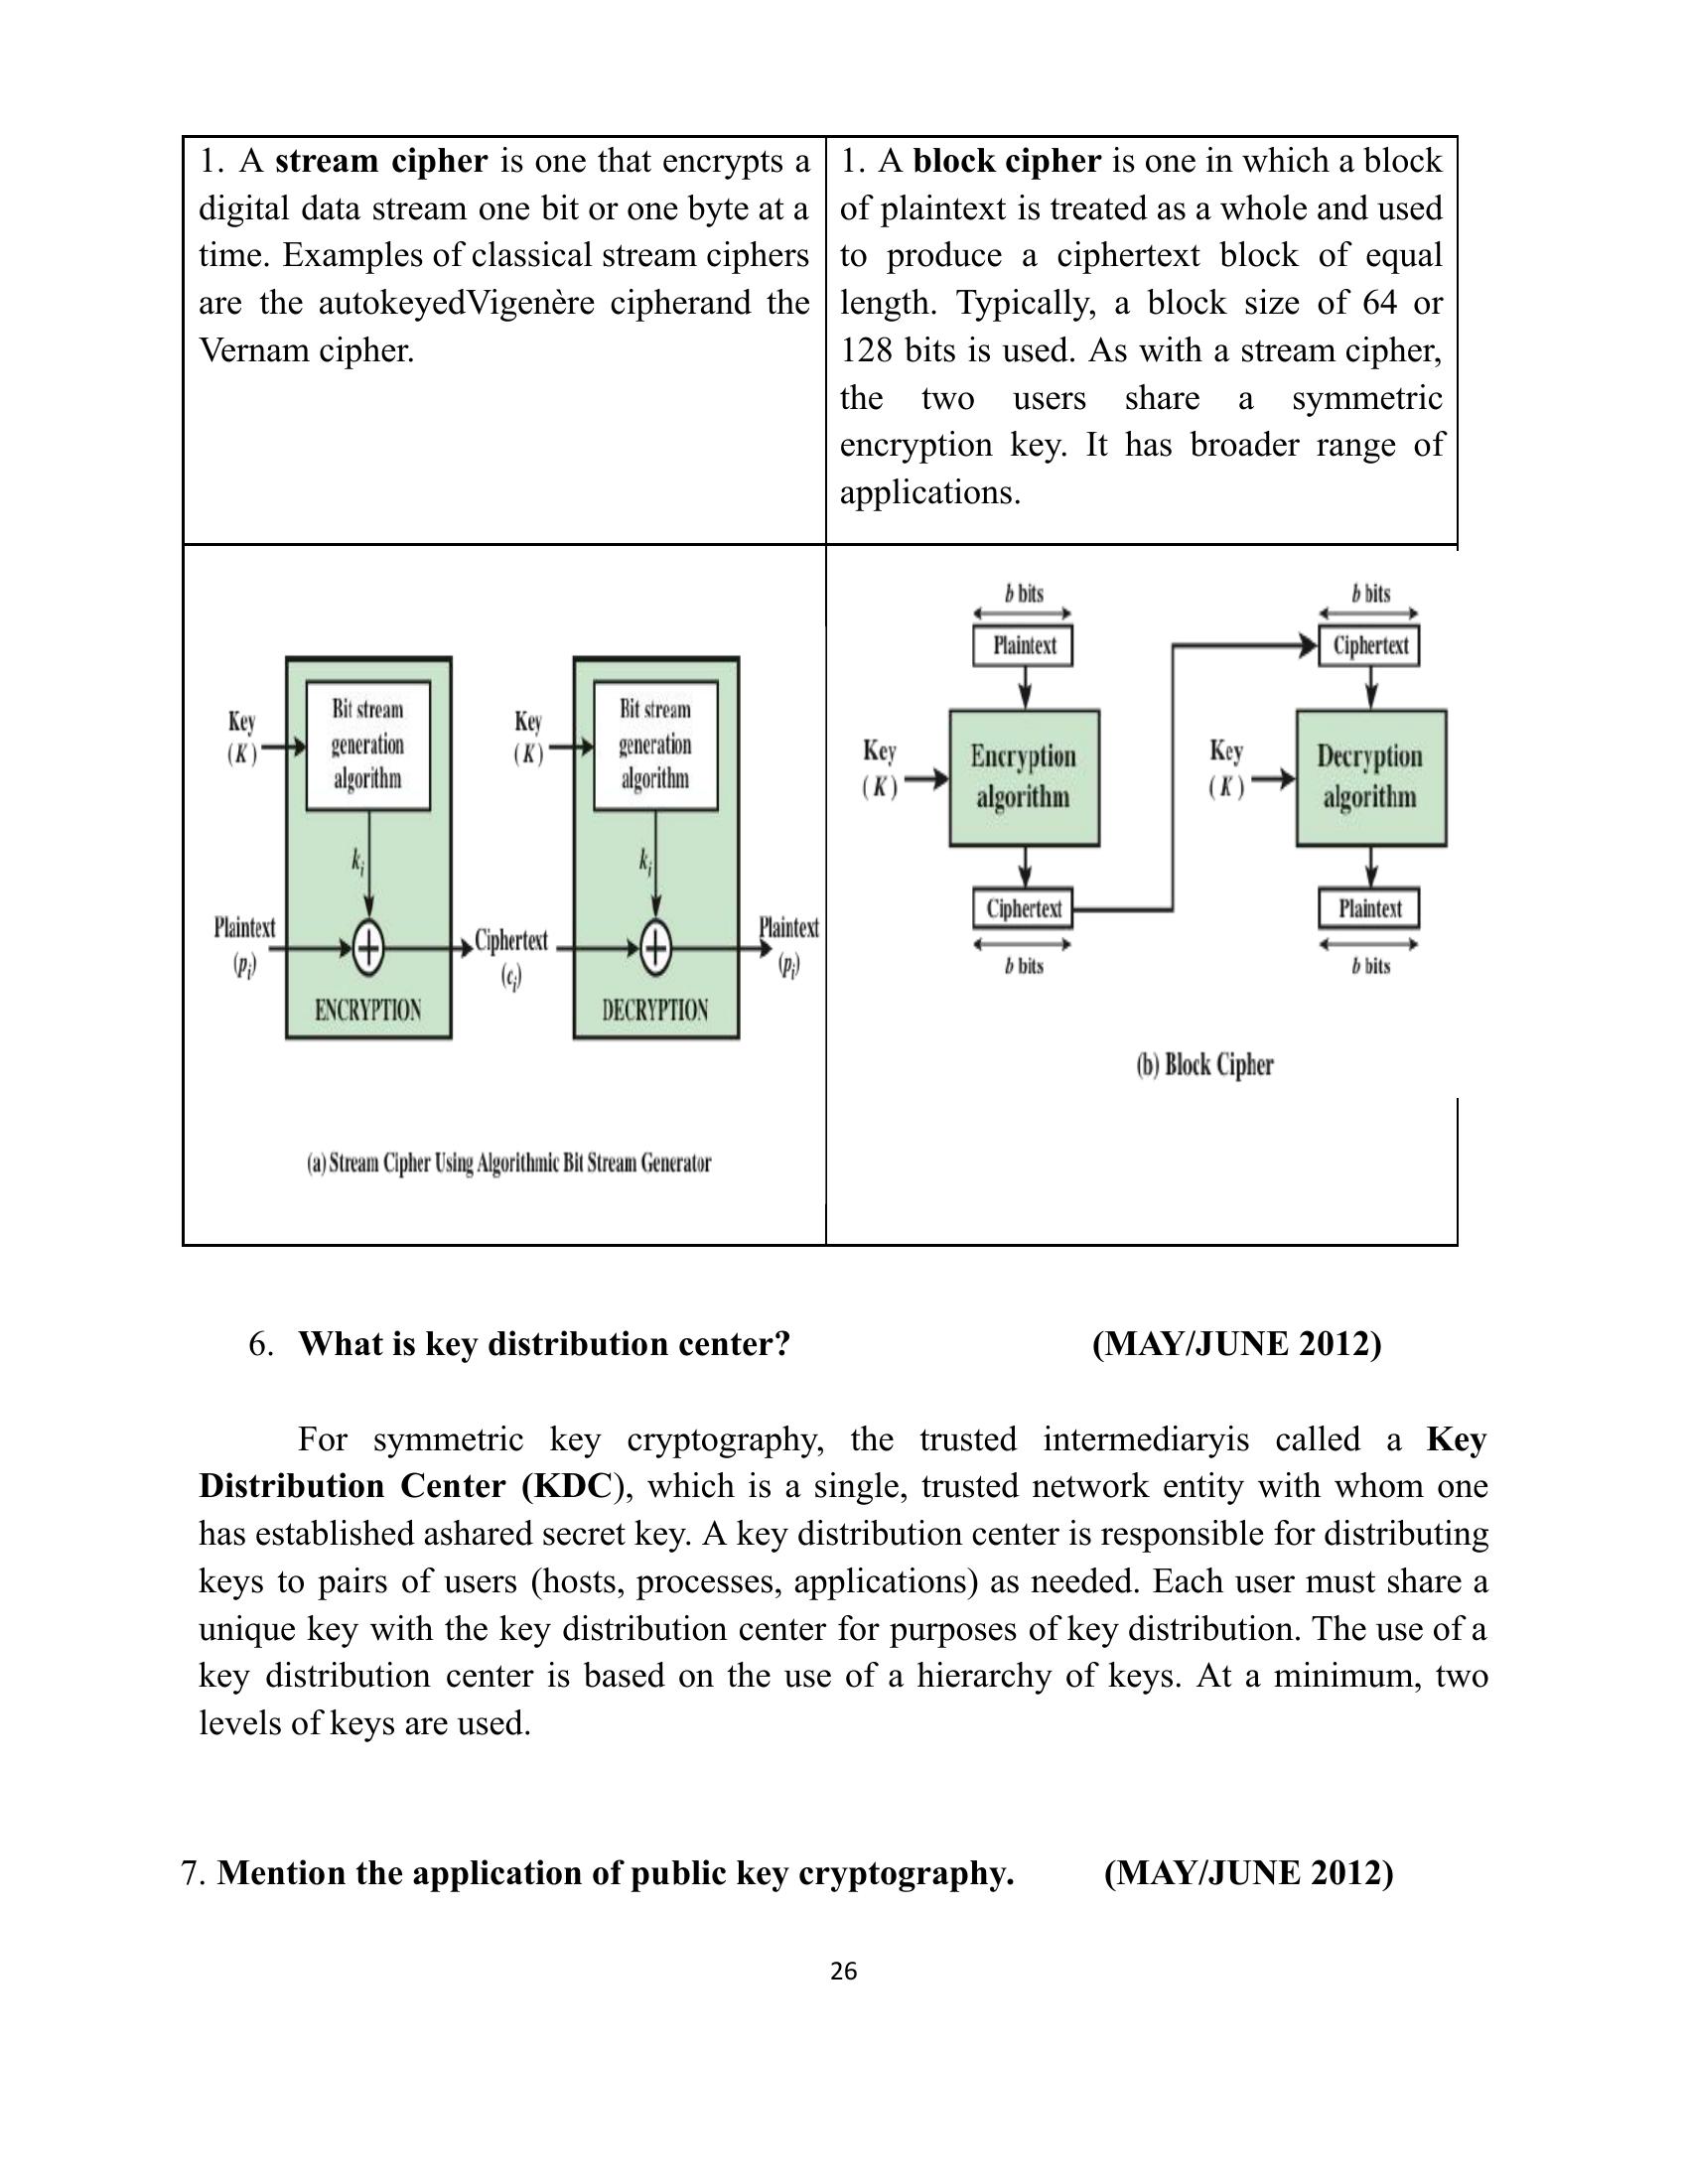 1. A stream cipher is one that encrypts a
digital data stream one bit or one byte at a
time. Examples of classical stream ciphers
are the autokeyedVigenère cipherand the
Vernam cipher.
1. A block cipher is one in which a block
of plaintext is treated as a whole and used
to produce a ciphertext block of equal
length. Typically, a block size of 64 or
128 bits is used. As with a stream cipher,
the two users share a symmetric
encryption key. It has broader range of
applications.
Key
(K)
Bit stream
generation
algorithm
ki
Plaintext
(pi)
ENCRYPTION
Ciphertext
(ci)
Key
(K)
Bit stream
generation
algorithm
ki
DECRYPTION
Plaintext
(pi)
(a) Stream Cipher Using Algorithmic Bit Stream Generator
b bits
Plaintext
Key
(K)
Encryption
algorithm
Ciphertext
b bits
b bits
Ciphertext
Key
(K)
Decryption
algorithm
Plaintext
b bits
(b) Block Cipher
6. What is key distribution center? (MAY/JUNE 2012)
For symmetric key cryptography, the trusted intermediaryis called a Key
Distribution Center (KDC), which is a single, trusted network entity with whom one
has established ashared secret key. A key distribution center is responsible for distributing
keys to pairs of users (hosts, processes, applications) as needed. Each user must share a
unique key with the key distribution center for purposes of key distribution. The use of a
key distribution center is based on the use of a hierarchy of keys. At a minimum, two
levels of keys are used.
7. Mention the application of public key cryptography. (MAY/JUNE 2012)
26